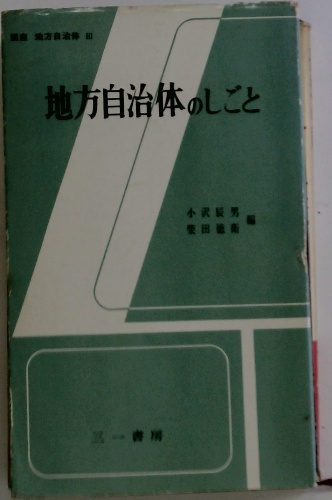 講座 地方自治体 III
地方自治体のしごと
小沢辰男
柴田徳衛
編
三一書房